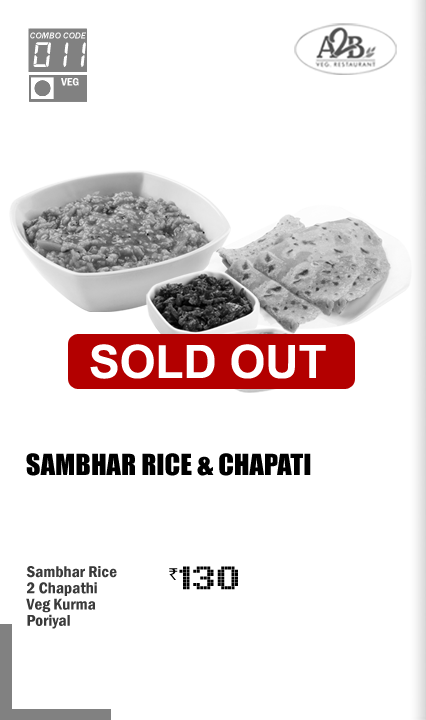 COMBO CODE
011
VEG
A2B
VEG. RESTAURANT
SOLD OUT
SAMBHAR RICE & CHAPATI
Sambhar Rice
₹130
2 Chapathi
Veg Kurma
Poriyal